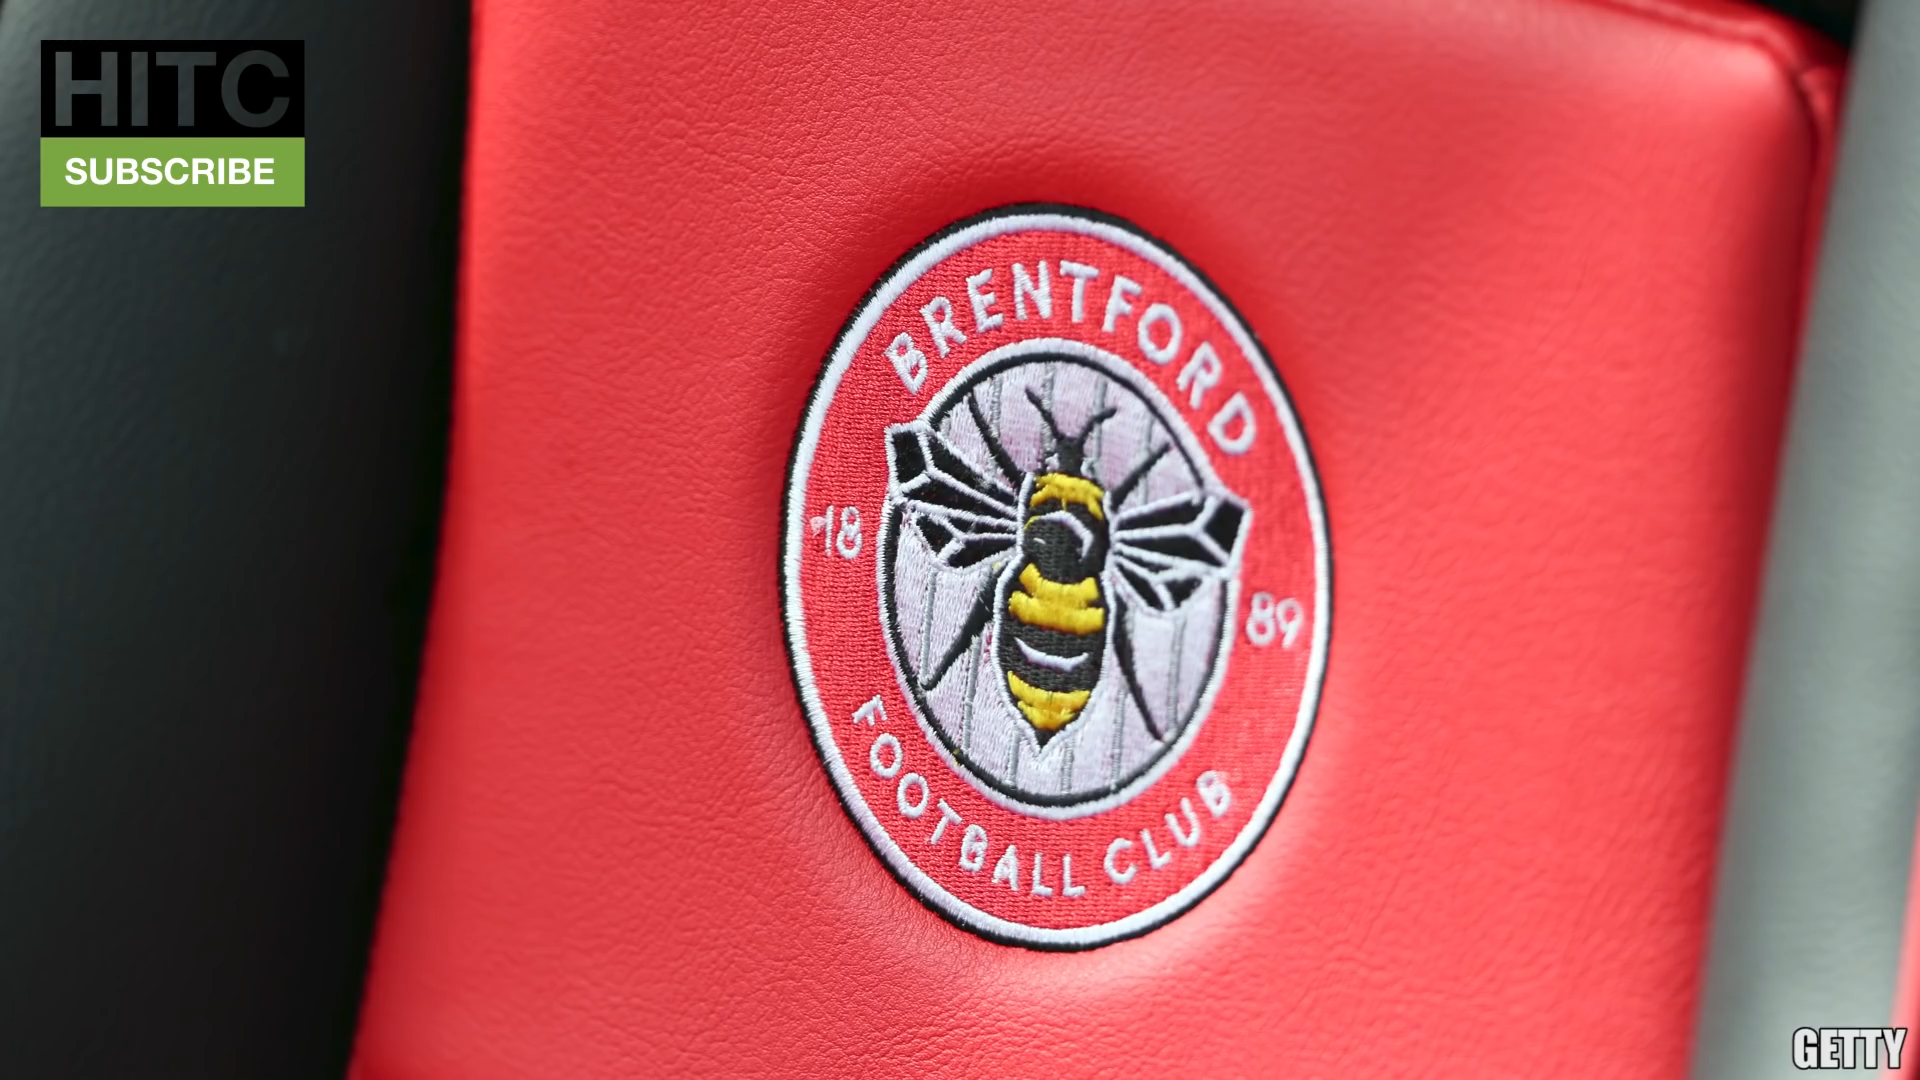 HITC
SUBSCRIBE
BRENTFORD
18 89
FOOTBALL CLUB
GETTY